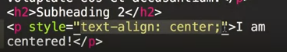 <h2>Subheading 2</h2>
<p style="text-align: center;">I am
centered!</p>